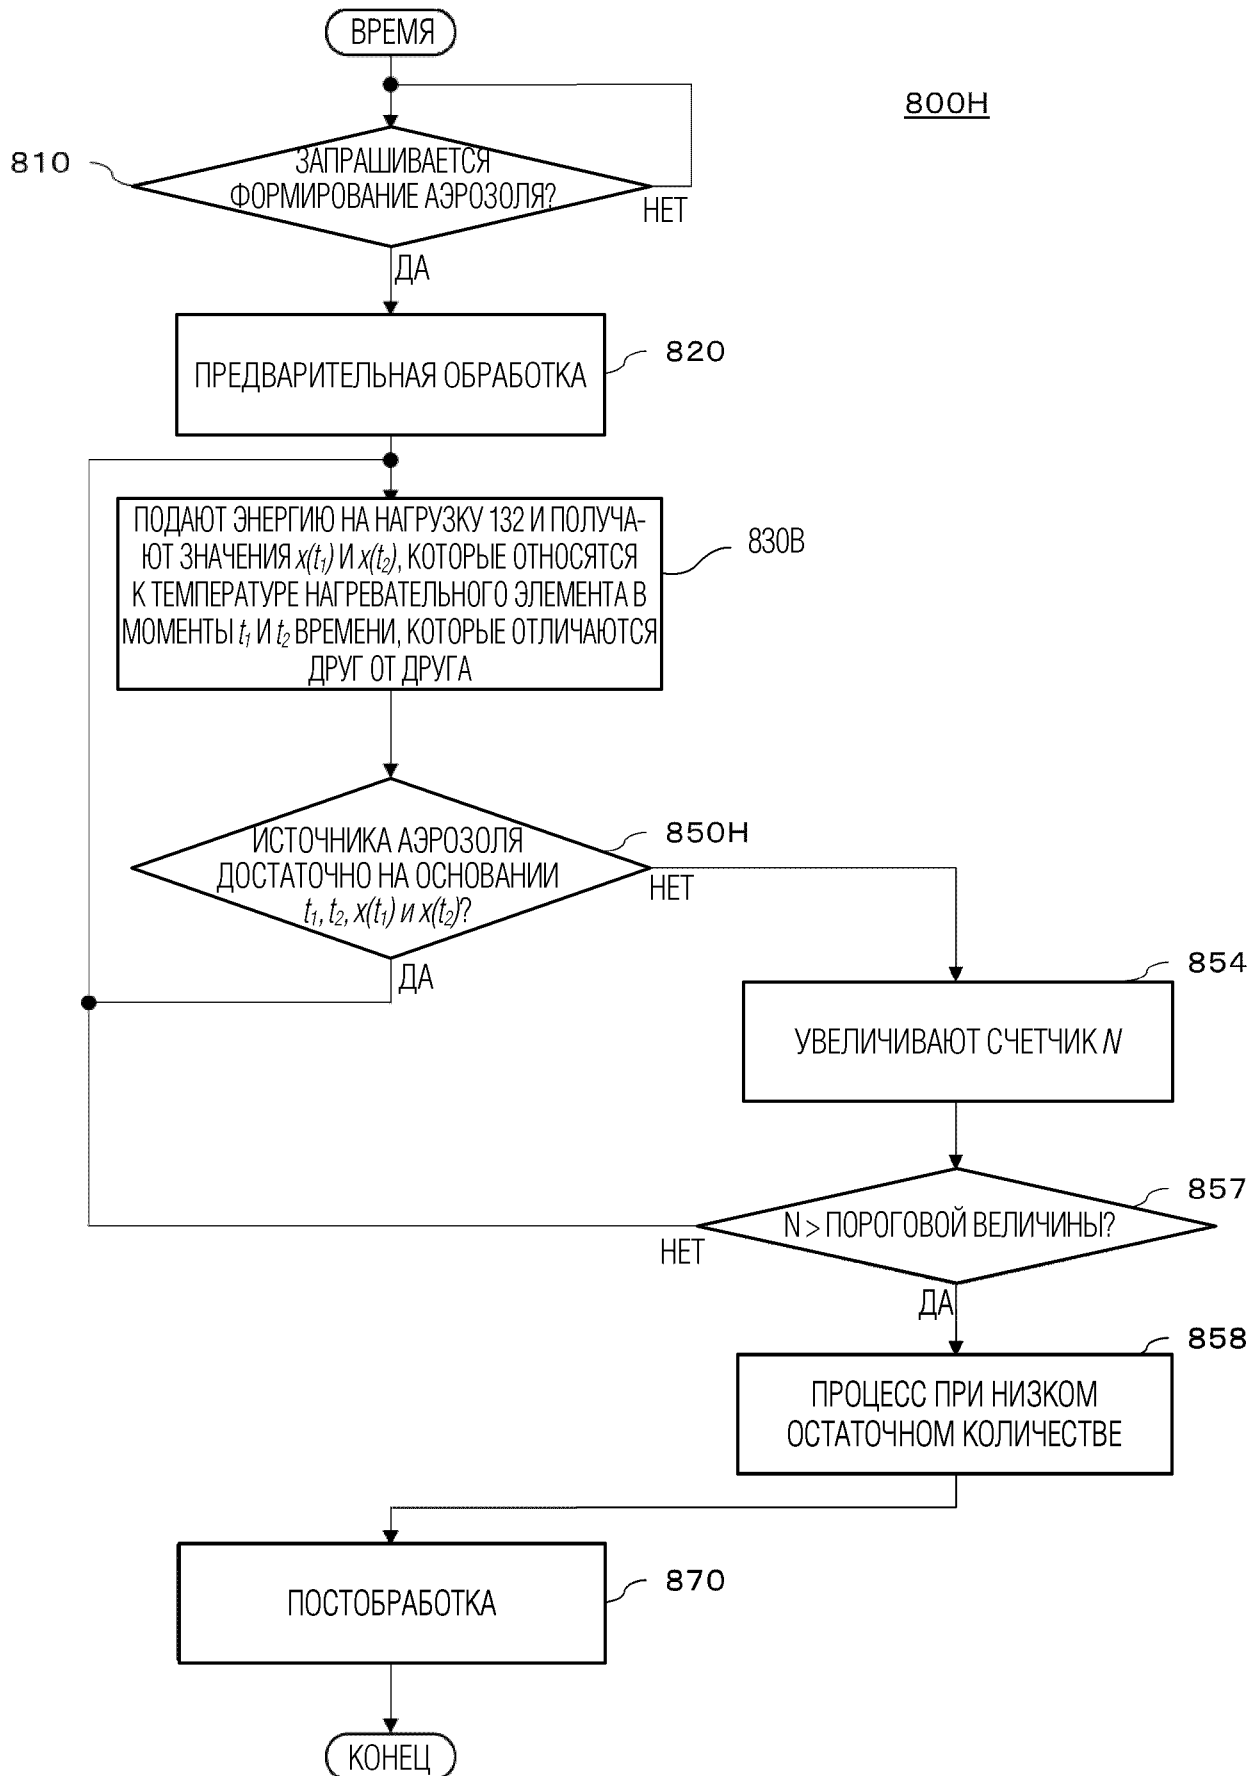 ВРЕМЯ
800H
810
ЗАПРАШИВАЕТСЯ
ФОРМИРОВАНИЕ АЭРОЗОЛЯ?
НЕТ
ДА
820
ПРЕДВАРИТЕЛЬНАЯ ОБРАБОТКА
ПОДАЮТ ЭНЕРГИЮ НА НАГРУЗКУ 132 И ПОЛУЧА-
ЮТ ЗНАЧЕНИЯ x(t₁) И x(t₂), КОТОРЫЕ ОТНОСЯТСЯ
К ТЕМПЕРАТУРЕ НАГРЕВАТЕЛЬНОГО ЭЛЕМЕНТА В
МОМЕНТЫ t₁ И t₂ ВРЕМЕНИ, КОТОРЫЕ ОТЛИЧАЮТСЯ
ДРУГ ОТ ДРУГА
830B
850H
ИСТОЧНИКА АЭРОЗОЛЯ
ДОСТАТОЧНО НА ОСНОВАНИИ
t₁, t₂, x(t₁) и x(t₂)?
НЕТ
ДА
854
УВЕЛИЧИВАЮТ СЧЕТЧИК N
857
N > ПОРОГОВОЙ ВЕЛИЧИНЫ?
НЕТ
ДА
858
ПРОЦЕСС ПРИ НИЗКОМ
ОСТАТОЧНОМ КОЛИЧЕСТВЕ
870
ПОСТОБРАБОТКА
КОНЕЦ